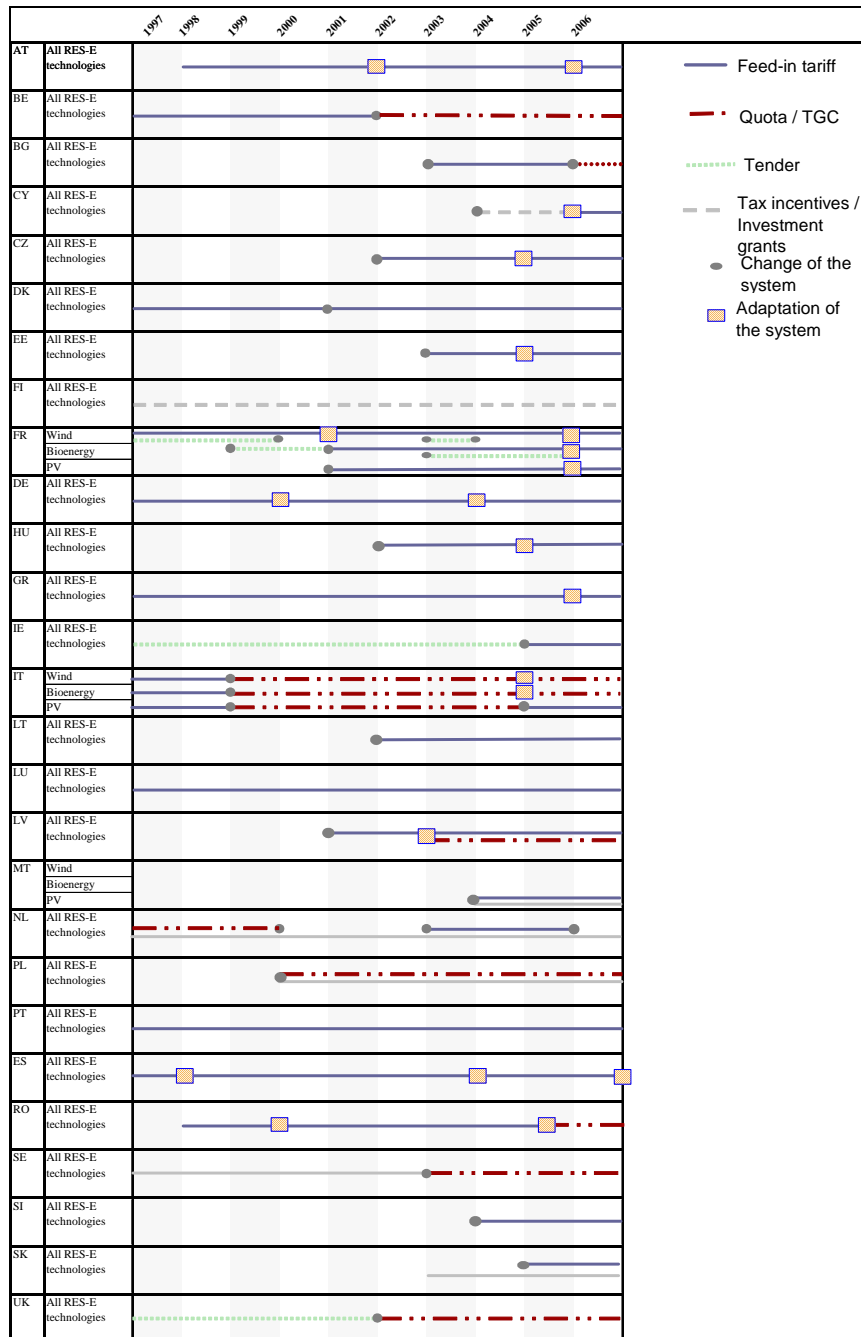 1997
1998
1999
2000
2001
2002
2003
2004
2005
2006
AT
All RES-E
technologies
BE
All RES-E
technologies
BG
All RES-E
technologies
CY
All RES-E
technologies
CZ
All RES-E
technologies
DK
All RES-E
technologies
EE
All RES-E
technologies
FI
All RES-E
technologies
FR
Wind
Bioenergy
PV
DE
All RES-E
technologies
HU
All RES-E
technologies
GR
All RES-E
technologies
IE
All RES-E
technologies
IT
Wind
Bioenergy
PV
LT
All RES-E
technologies
LU
All RES-E
technologies
LV
All RES-E
technologies
MT
Wind
Bioenergy
PV
NL
All RES-E
technologies
PL
All RES-E
technologies
PT
All RES-E
technologies
ES
All RES-E
technologies
RO
All RES-E
technologies
SE
All RES-E
technologies
SI
All RES-E
technologies
SK
All RES-E
technologies
UK
All RES-E
technologies
Feed-in tariff
Quota / TGC
Tender
Tax incentives /
Investment
grants
Change of the
system
Adaptation of
the system